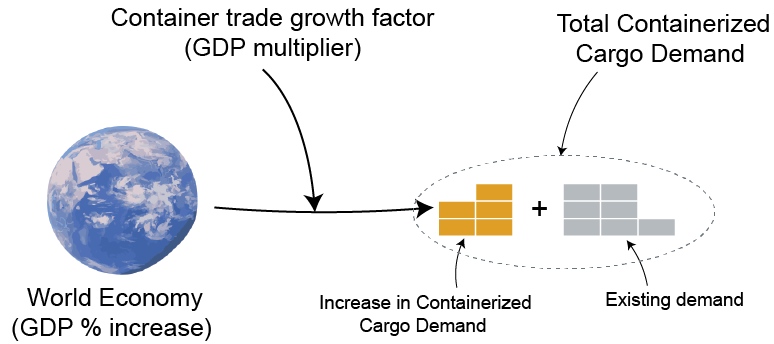 Container trade growth factor
(GDP multiplier)
Total Containerized
Cargo Demand
+
World Economy
(GDP % increase)
Increase in Containerized
Cargo Demand
Existing demand